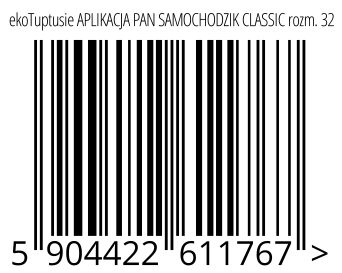 ekoTuptusie APLIKACJA PAN SAMOCHODZIK CLASSIC rozm. 32
5 904422 611767 >